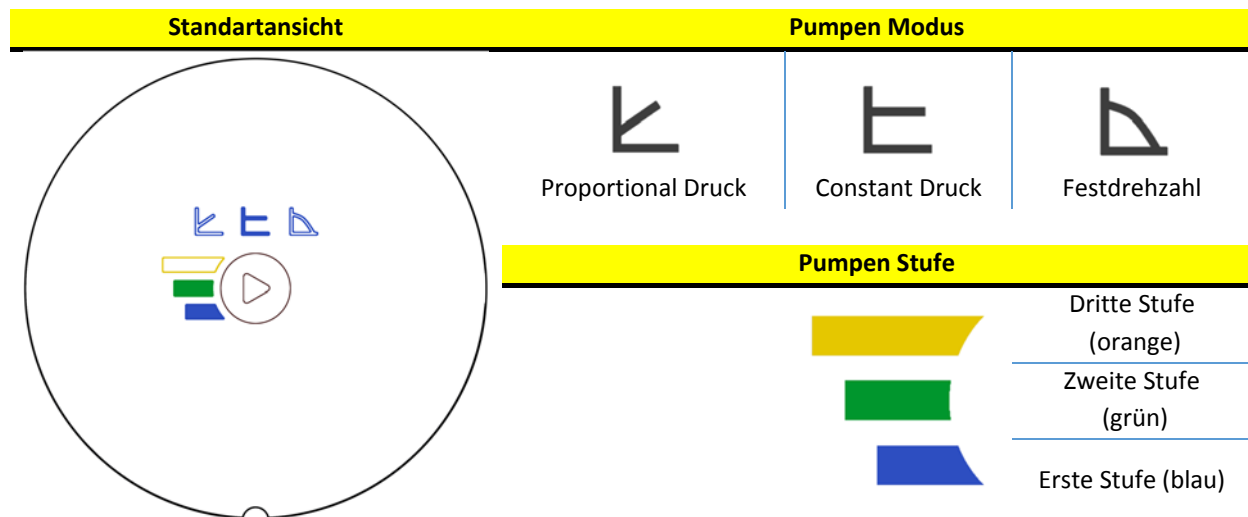 Standartansicht
Pumpen Modus
Proportional Druck
Constant Druck
Festdrehzahl
Pumpen Stufe
Dritte Stufe
(orange)
Zweite Stufe
(grün)
Erste Stufe (blau)